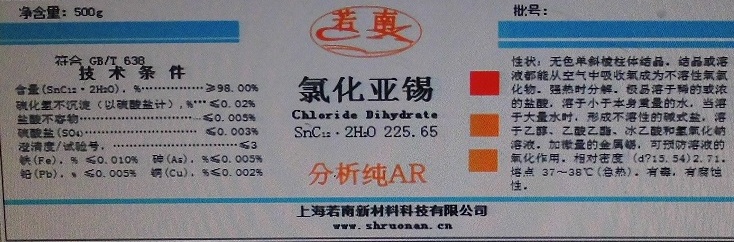 净含量: 500g
若南
批号:
符合 GB/T 638
技术条件
含量(SnCl2·2H2O), %············≥98.00%
硫化氢不沉淀 (以硫酸盐计),%···≤0.02%
盐酸不容物··················≤0.005%
硫酸盐(SO4)··················≤0.003%
澄清度/试验号, ··················≤3
铁(Fe), % ≤0.010% 砷(As), %≤0.005%
铅(Pb), % ≤0.005% 铜(Cu), %≤0.002%
氯化亚锡
Chloride Dihydrate
SnCl2·2H2O 225.65
分析纯AR
性状: 无色单斜棱柱体结晶。结晶或溶
液都能从空气中吸收氧成为不溶性氧氯
化物。强热时分解。极易溶于稀的或浓
的盐酸, 溶于小于本身重量的水, 当溶
于大量水时, 形成不溶性的碱式盐, 溶
于乙醇、乙酸乙酯、冰乙酸和氢氧化钠
溶液。加微量的金属锡, 可预防溶液的
氧化作用。相对密度 (d?15.54)2.71。
熔点 37~38℃(急热)。有毒, 有腐蚀
性。
上海若南新材料科技有限公司
www.shruonan.cn